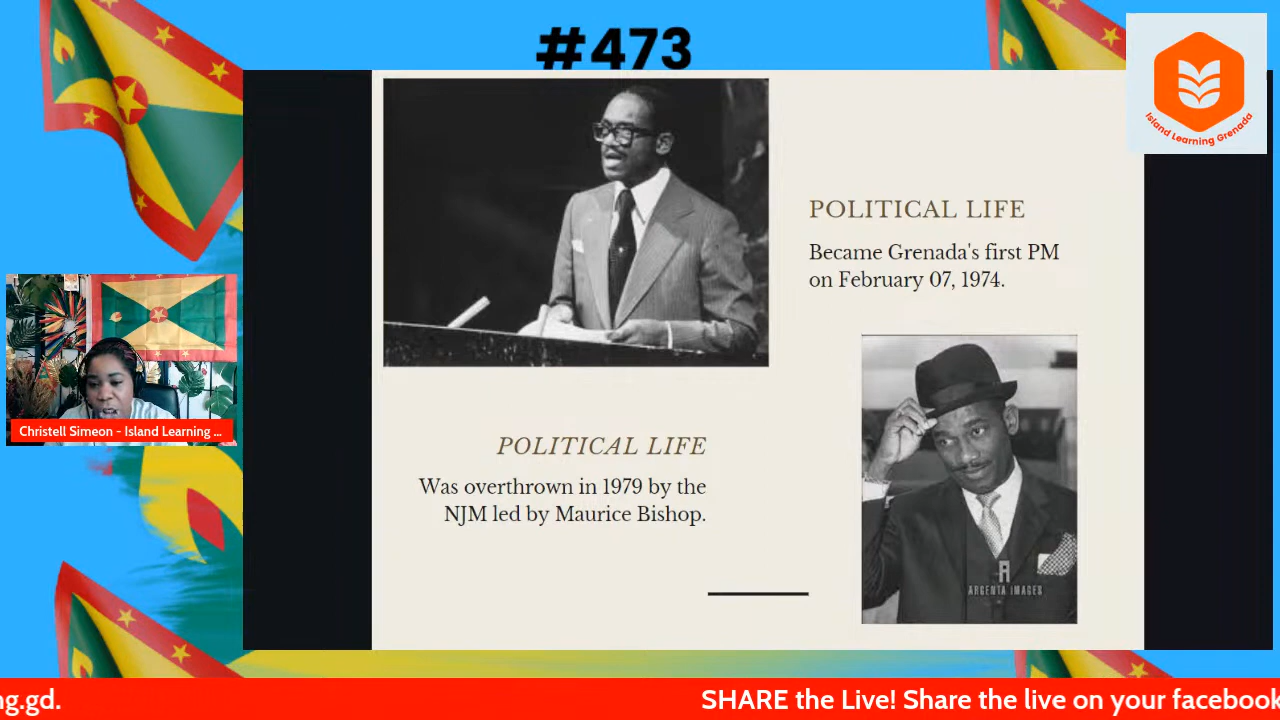 #473
Island Learning Grenada
POLITICAL LIFE
Became Grenada's first PM
on February 07, 1974.
POLITICAL LIFE
Was overthrown in 1979 by the
NJM led by Maurice Bishop.
ARGENTA IMAGES
Christell Simeon - Island Learning ...
ng.gd.
SHARE the Live! Share the live on your facebook